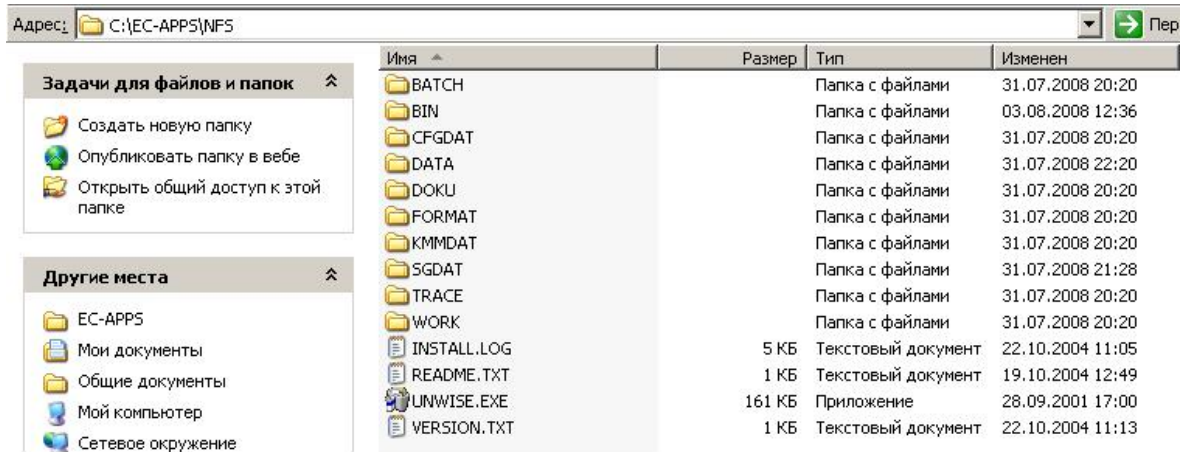 Адрес: C:\EC-APPS\NFS Пер
Задачи для файлов и папок
Создать новую папку
Опубликовать папку в вебе
Открыть общий доступ к этой
папке
Другие места
EC-APPS
Мои документы
Общие документы
Мой компьютер
Сетевое окружение
Имя Размер Тип Изменен
BATCH Папка с файлами 31.07.2008 20:20
BIN Папка с файлами 03.08.2008 12:36
CFGDAT Папка с файлами 31.07.2008 20:20
DATA Папка с файлами 31.07.2008 22:20
DOKU Папка с файлами 31.07.2008 20:20
FORMAT Папка с файлами 31.07.2008 20:20
KMMDAT Папка с файлами 31.07.2008 20:20
SGDAT Папка с файлами 31.07.2008 21:28
TRACE Папка с файлами 31.07.2008 20:20
WORK Папка с файлами 31.07.2008 20:20
INSTALL.LOG 5 КБ Текстовый документ 22.10.2004 11:05
README.TXT 1 КБ Текстовый документ 19.10.2004 12:49
UNWISE.EXE 161 КБ Приложение 28.09.2001 17:00
VERSION.TXT 1 КБ Текстовый документ 22.10.2004 11:13